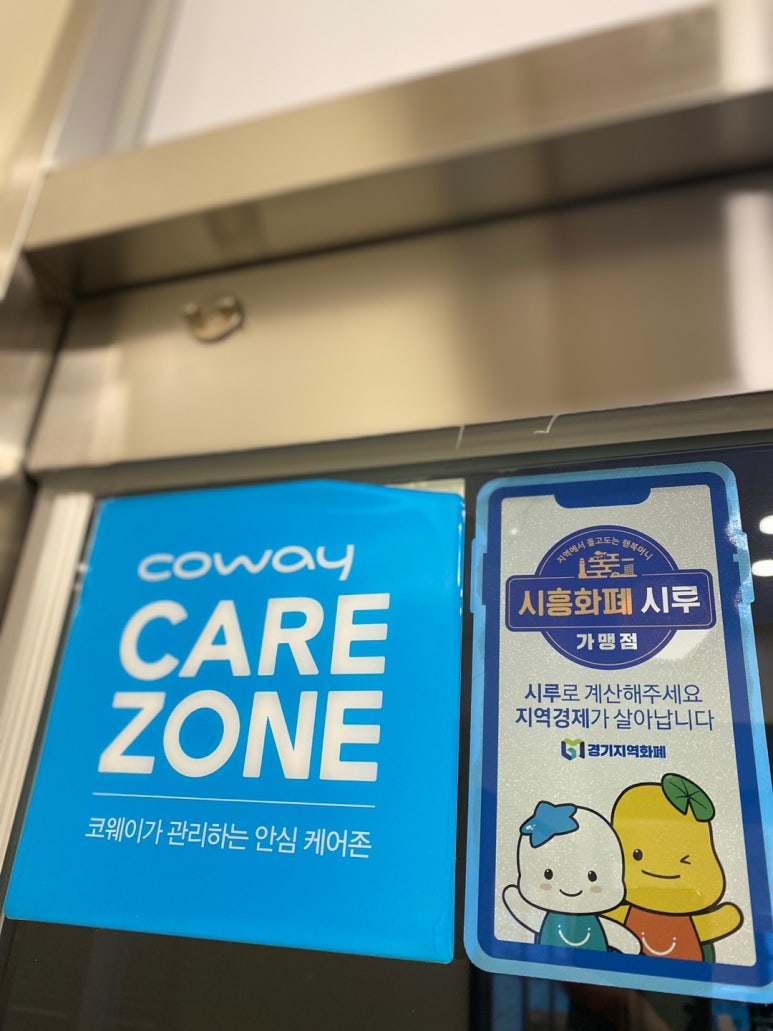 coway
CARE
ZONE
코웨이가 관리하는 안심 케어존
지역에서 돌고도는 행복머니
시흥화폐 시루
가맹점
시루로 계산해주세요
지역경제가 살아납니다
경기지역화폐